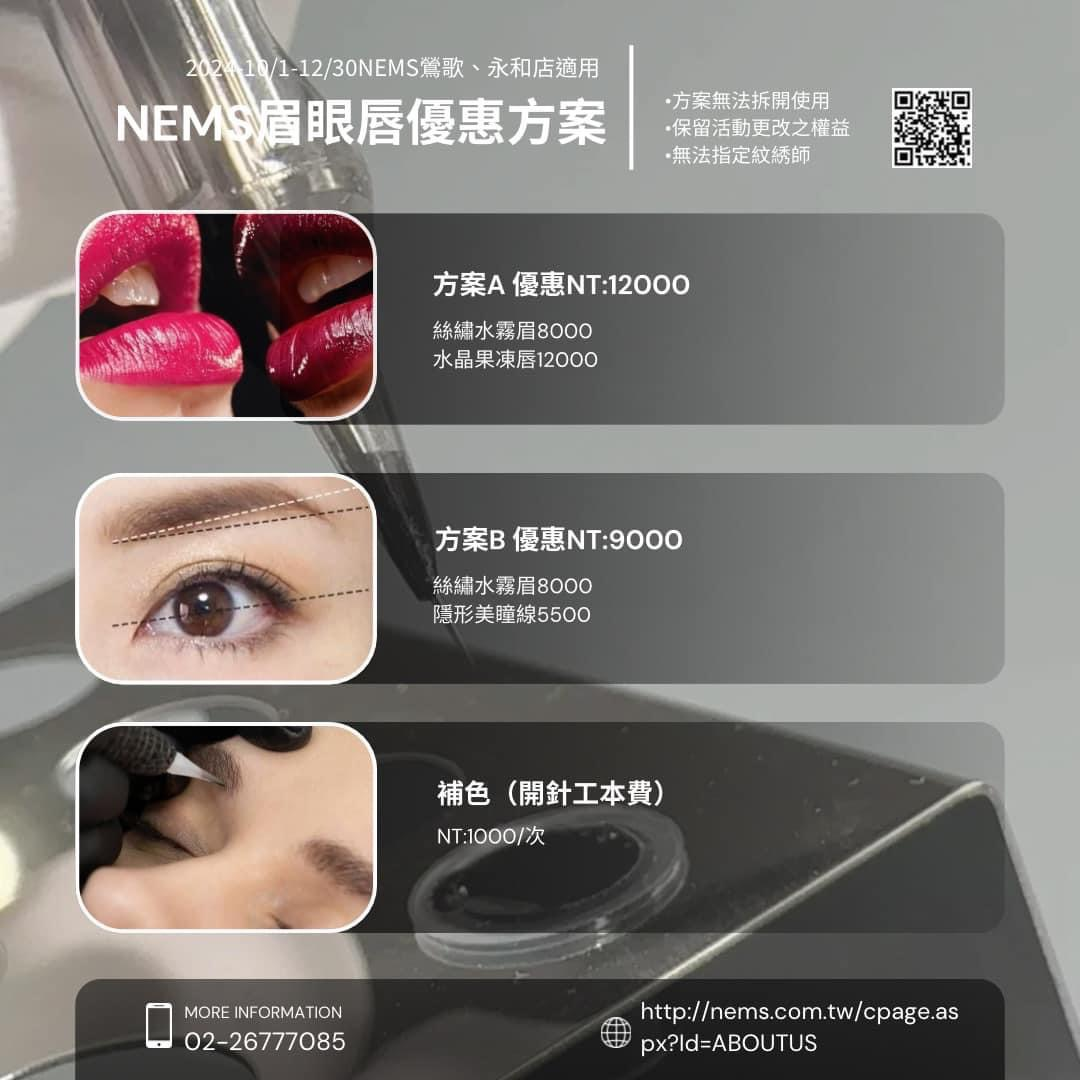 2024-10/1-12/30NEMS鶯歌、永和店適用
NEMS眉眼唇優惠方案
•方案無法拆開使用
•保留活動更改之權益
•無法指定紋綉師
方案A 優惠NT:12000
絲繡水霧眉8000
水晶果凍唇12000
方案B 優惠NT:9000
絲繡水霧眉8000
隱形美瞳線5500
補色（開針工本費）
NT:1000/次
MORE INFORMATION
02-26777085
http://nems.com.tw/cpage.as
px?Id=ABOUTUS